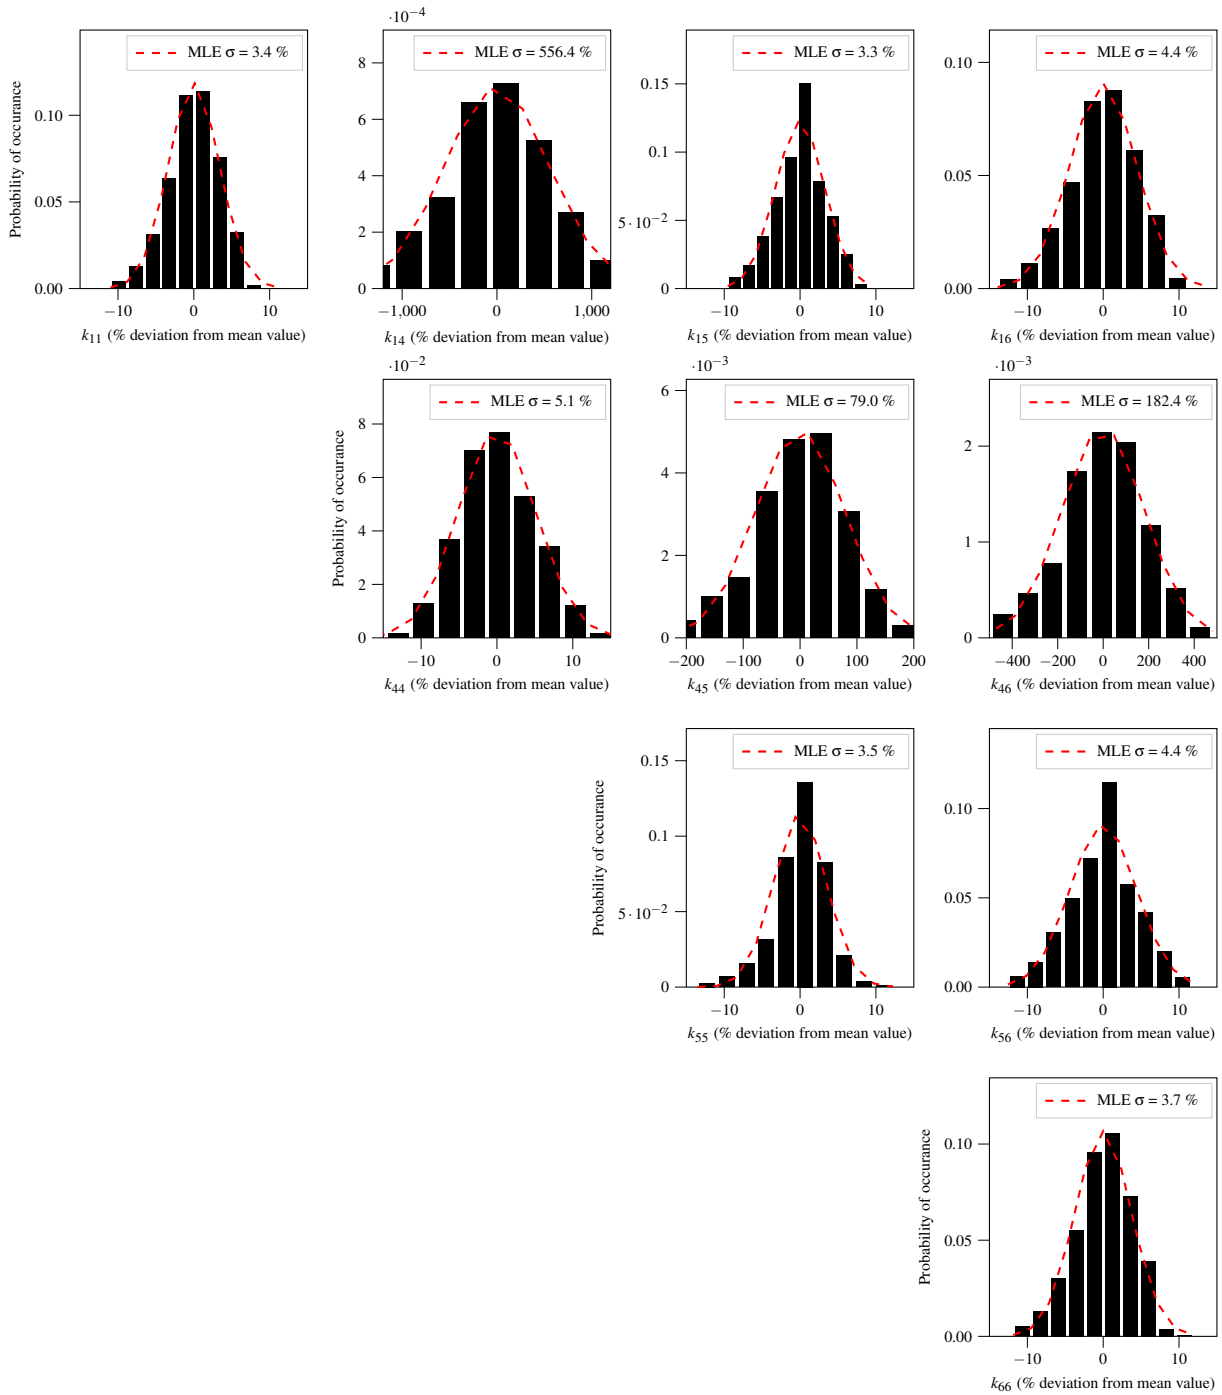 ·10−4
MLE σ = 3.4 %
MLE σ = 556.4 %
MLE σ = 3.3 %
MLE σ = 4.4 %
Probability of occurance
0.10
0.05
0.00
8
6
4
2
0
0.15
0.1
5·10−2
0
0.10
0.05
0.00
−10 0 10
−1,000 0 1,000
−10 0 10
−10 0 10
k11 (% deviation from mean value)
k14 (% deviation from mean value)
k15 (% deviation from mean value)
k16 (% deviation from mean value)
·10−2
·10−3
·10−3
MLE σ = 5.1 %
MLE σ = 79.0 %
MLE σ = 182.4 %
Probability of occurance
8
6
4
2
0
6
4
2
0
2
1
0
−10 0 10
−200 −100 0 100 200
−400 −200 0 200 400
k44 (% deviation from mean value)
k45 (% deviation from mean value)
k46 (% deviation from mean value)
MLE σ = 3.5 %
MLE σ = 4.4 %
Probability of occurance
0.15
0.1
5·10−2
0
0.10
0.05
0.00
−10 0 10
−10 0 10
k55 (% deviation from mean value)
k56 (% deviation from mean value)
MLE σ = 3.7 %
Probability of occurance
0.10
0.05
0.00
−10 0 10
k66 (% deviation from mean value)